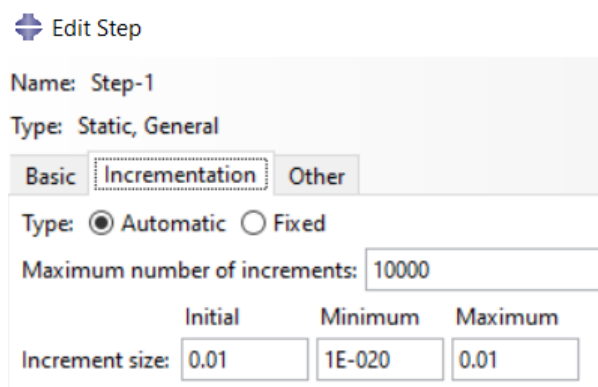 Edit Step
Name: Step-1
Type: Static, General
Basic Incrementation Other
Type: Automatic Fixed
Maximum number of increments: 10000
Initial Minimum Maximum
Increment size: 0.01 1E-020 0.01